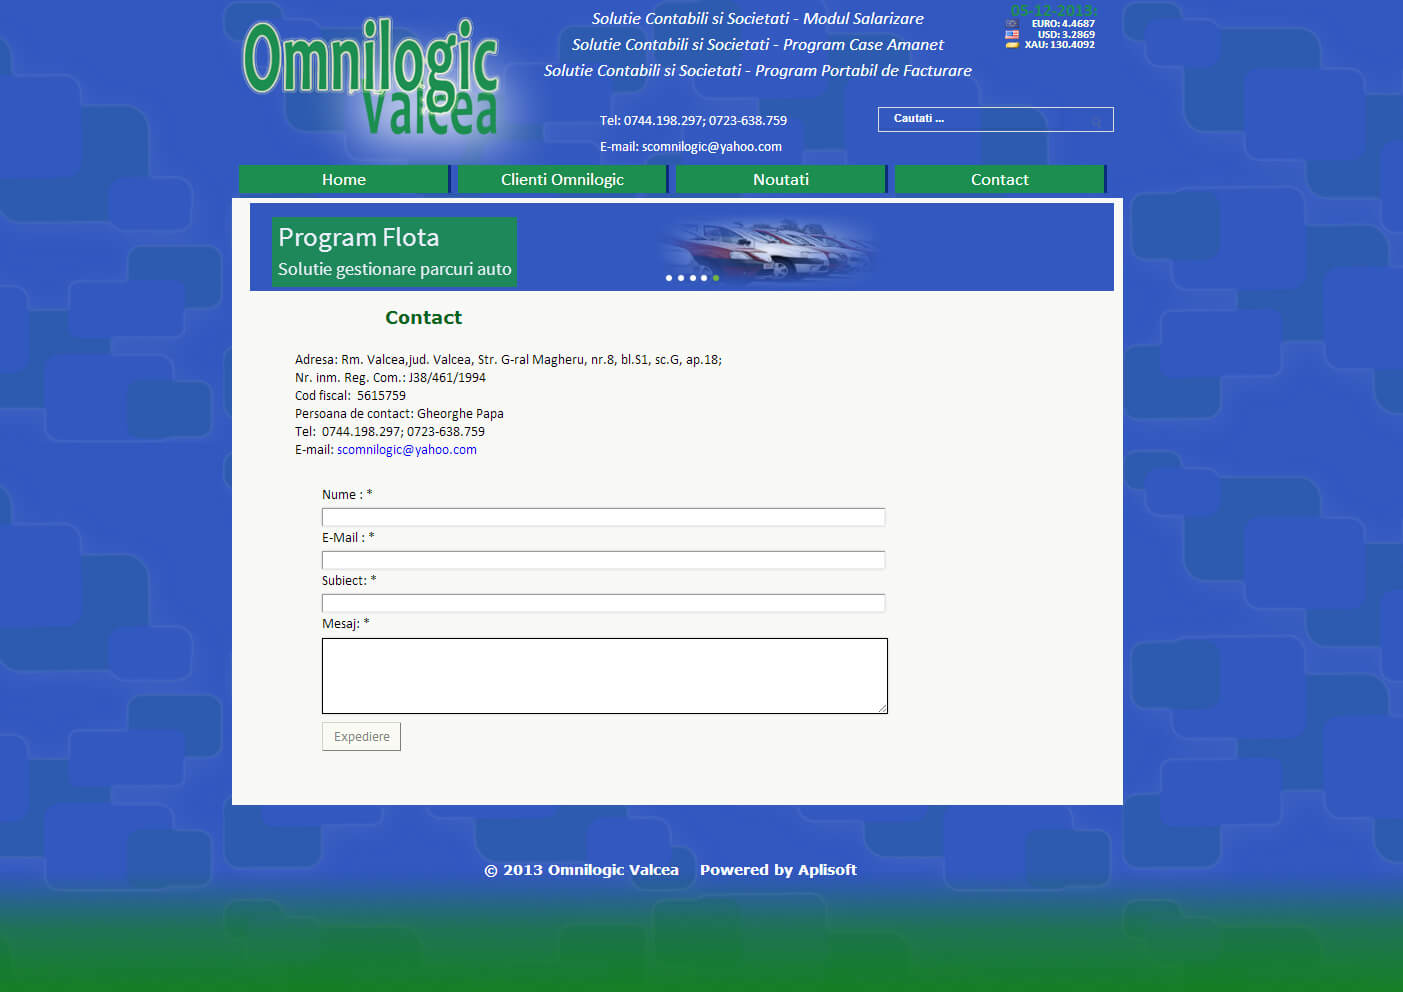 Omnilogic
Valcea
Solutie Contabili si Societati - Modul Salarizare
Solutie Contabili si Societati - Program Case Amanet
Solutie Contabili si Societati - Program Portabil de Facturare
05-12-2013:
EURO: 4.4687
USD: 3.2869
XAU: 130.4092
Tel: 0744.198.297; 0723-638.759
E-mail: scomnilogic@yahoo.com
Cautati ...
Home
Clienti Omnilogic
Noutati
Contact
Program Flota
Solutie gestionare parcuri auto
Contact
Adresa: Rm. Valcea,jud. Valcea, Str. G-ral Magheru, nr.8, bl.S1, sc.G, ap.18;
Nr. inm. Reg. Com.: J38/461/1994
Cod fiscal: 5615759
Persoana de contact: Gheorghe Papa
Tel: 0744.198.297; 0723-638.759
E-mail: scomnilogic@yahoo.com
Nume : *
E-Mail : *
Subiect: *
Mesaj: *
Expediere
© 2013 Omnilogic Valcea Powered by Aplisoft